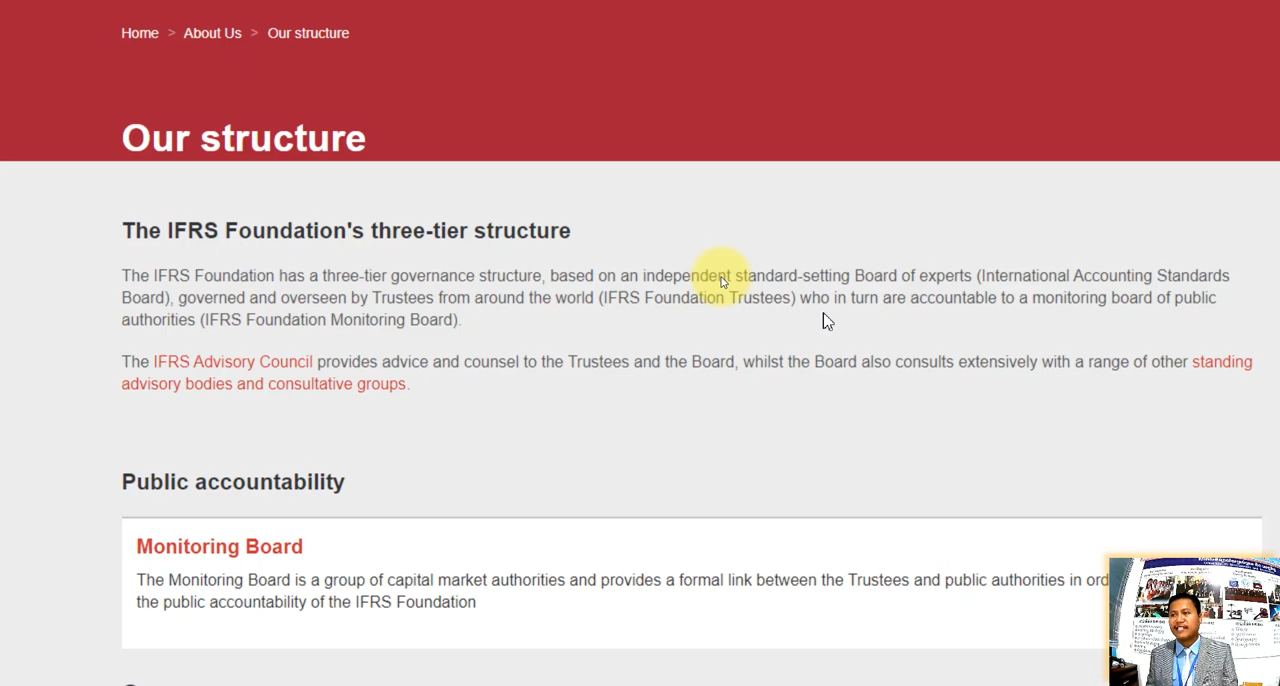 Home > About Us > Our structure
Our structure
The IFRS Foundation's three-tier structure
The IFRS Foundation has a three-tier governance structure, based on an independent standard-setting Board of experts (International Accounting Standards
Board), governed and overseen by Trustees from around the world (IFRS Foundation Trustees) who in turn are accountable to a monitoring board of public
authorities (IFRS Foundation Monitoring Board).
The IFRS Advisory Council provides advice and counsel to the Trustees and the Board, whilst the Board also consults extensively with a range of other standing
advisory bodies and consultative groups.
Public accountability
Monitoring Board
The Monitoring Board is a group of capital market authorities and provides a formal link between the Trustees and public authorities in
the public accountability of the IFRS Foundation